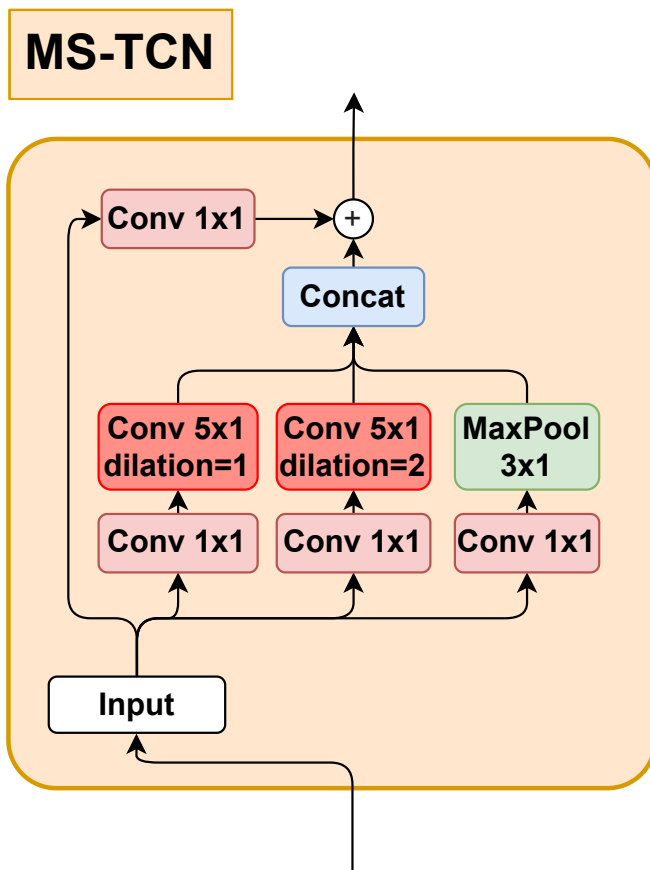 MS-TCN
Conv 1x1
+
Concat
Conv 5x1
dilation=1
Conv 5x1
dilation=2
MaxPool
3x1
Conv 1x1
Conv 1x1
Conv 1x1
Input